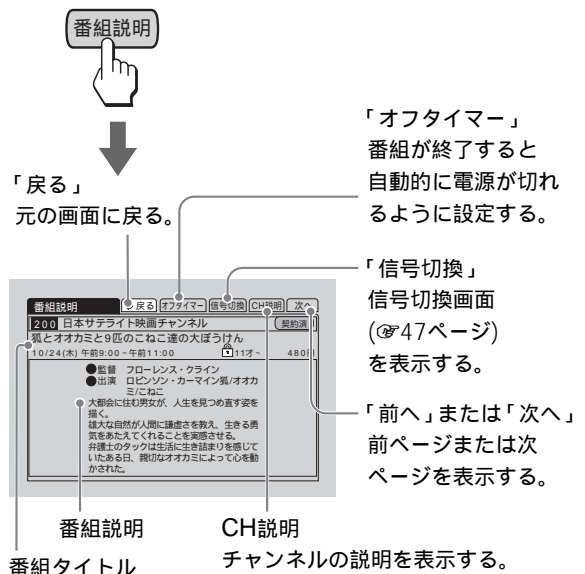 番組説明
「オフタイマー」
番組が終了すると
自動的に電源が切れ
るように設定する。
「戻る」
元の画面に戻る。
「信号切換」
信号切換画面
(☞47ページ)
を表示する。
番組説明 戻る オフタイマー 信号切換 CH説明 次へ
200 日本サテライト映画チャンネル 契約済
狐とオオカミと9匹のこねこ達の大ぼうけん
10/24(木) 午前9:00~午前11:00 11才~ 480円
●監督 フローレンス・クライン
●出演 ロビンソン・カーマイン狐/オオカ
ミ/こねこ
大都会に住む男女が、人生を見つめ直す姿を
描く。
雄大な自然が人間に謙虚さを教え、生きる勇
気をあたえてくれることを実感させる。
弁護士のタックは生活に生き詰まりを感じて
いたある日、親切なオオカミによって心を動
かされた。
「前へ」または「次へ」
前ページまたは次
ページを表示する。
番組説明
CH説明
チャンネルの説明を表示する。
番組タイトル